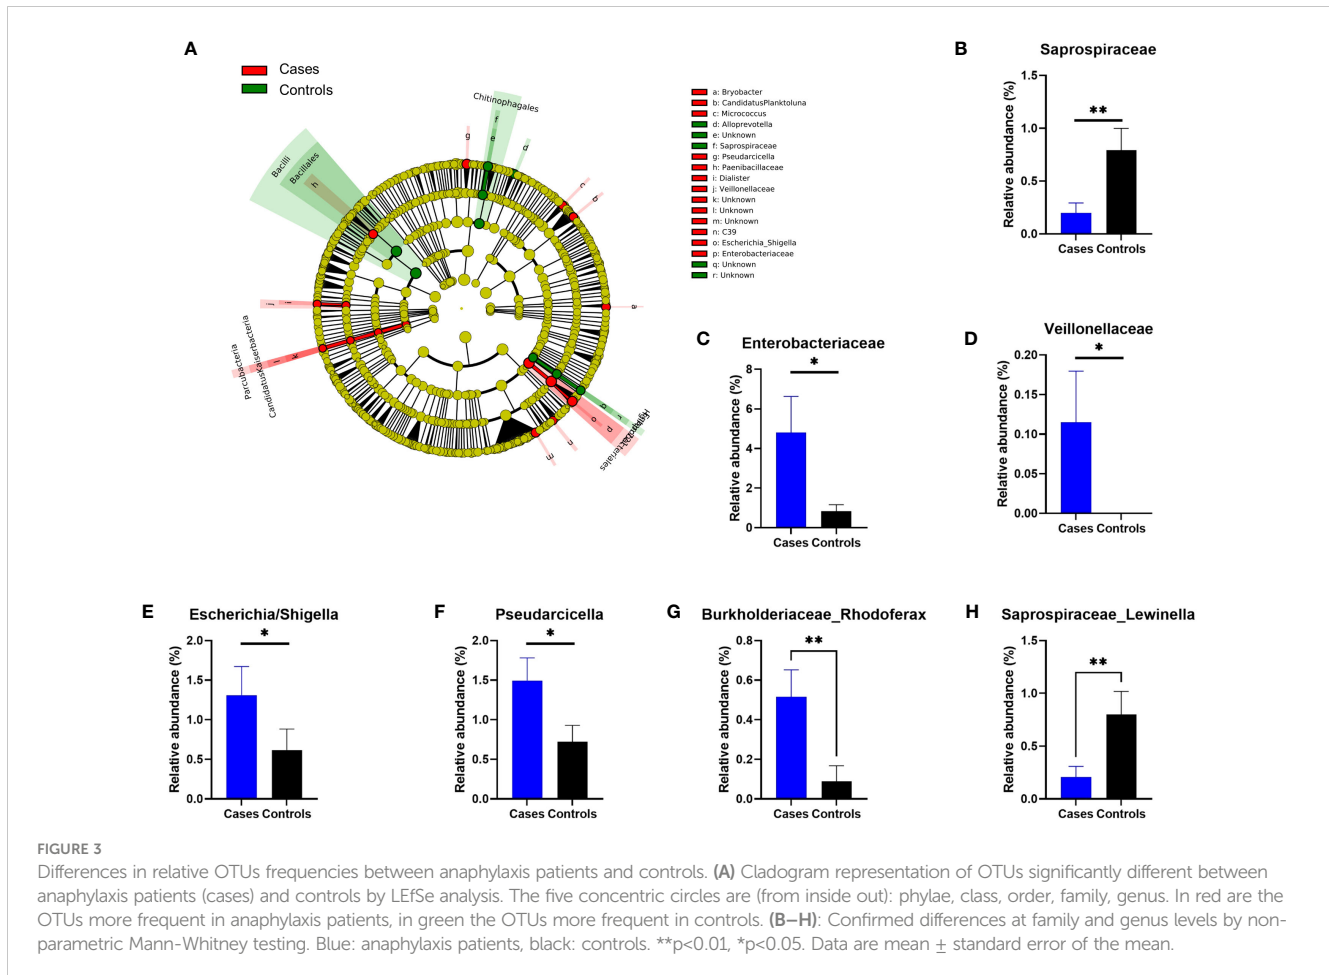 A
Cases
Controls
Chitinophagales
f
e
g
d
c
b
Bacilli
Bacillales
h
a
j
i
Parcubacteria
CandidatusKaiserbacteria
l
k
q
r
o
p
n
m
a: Bryobacter
b: CandidatusPlanktoluna
c: Micrococcus
d: Alloprevotella
e: Unknown
f: Saprospiraceae
g: Pseudarcicella
h: Paenibacillaceae
i: Dialister
j: Veillonellaceae
k: Unknown
l: Unknown
m: Unknown
n: C39
o: Escherichia_Shigella
p: Enterobacteriaceae
q: Unknown
r: Unknown
B
Saprospiraceae
Relative abundance (%)
1.5
1.0
0.5
0.0
**
Cases Controls
C
Enterobacteriaceae
Relative abundance (%)
8
6
4
2
0
*
Cases Controls
D
Veillonellaceae
Relative abundance (%)
0.20
0.15
0.10
0.05
0.00
*
Cases Controls
E
Escherichia/Shigella
Relative abundance (%)
2.0
1.5
1.0
0.5
0.0
*
Cases Controls
F
Pseudarcicella
Relative abundance (%)
2.0
1.5
1.0
0.5
0.0
*
Cases Controls
G
Burkholderiaceae_Rhodoferax
Relative abundance (%)
0.8
0.6
0.4
0.2
0.0
**
Cases Controls
H
Saprospiraceae_Lewinella
Relative abundance (%)
1.5
1.0
0.5
0.0
**
Cases Controls
FIGURE 3
Differences in relative OTUs frequencies between anaphylaxis patients and controls. (A) Cladogram representation of OTUs significantly different between
anaphylaxis patients (cases) and controls by LEfSe analysis. The five concentric circles are (from inside out): phylae, class, order, family, genus. In red are the
OTUs more frequent in anaphylaxis patients, in green the OTUs more frequent in controls. (B–H): Confirmed differences at family and genus levels by non-
parametric Mann-Whitney testing. Blue: anaphylaxis patients, black: controls. **p<0.01, *p<0.05. Data are mean ± standard error of the mean.